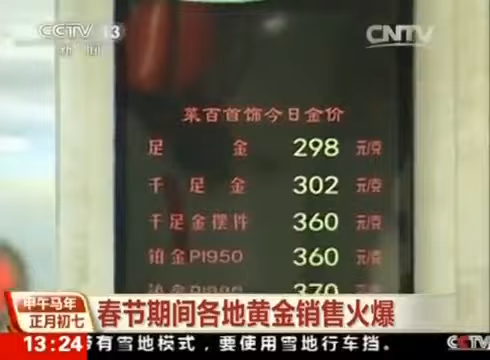 CCTV 13
新闻
CNTV
菜百首饰今日金价
足 金 298 元/克
千 足 金 302 元/克
千足金摆件 360 元/克
铂金Pt950 360 元/克
370
甲午马年
正月初七
春节期间各地黄金销售火爆
13:24 带有雪地模式，要使用雪地行车挡。